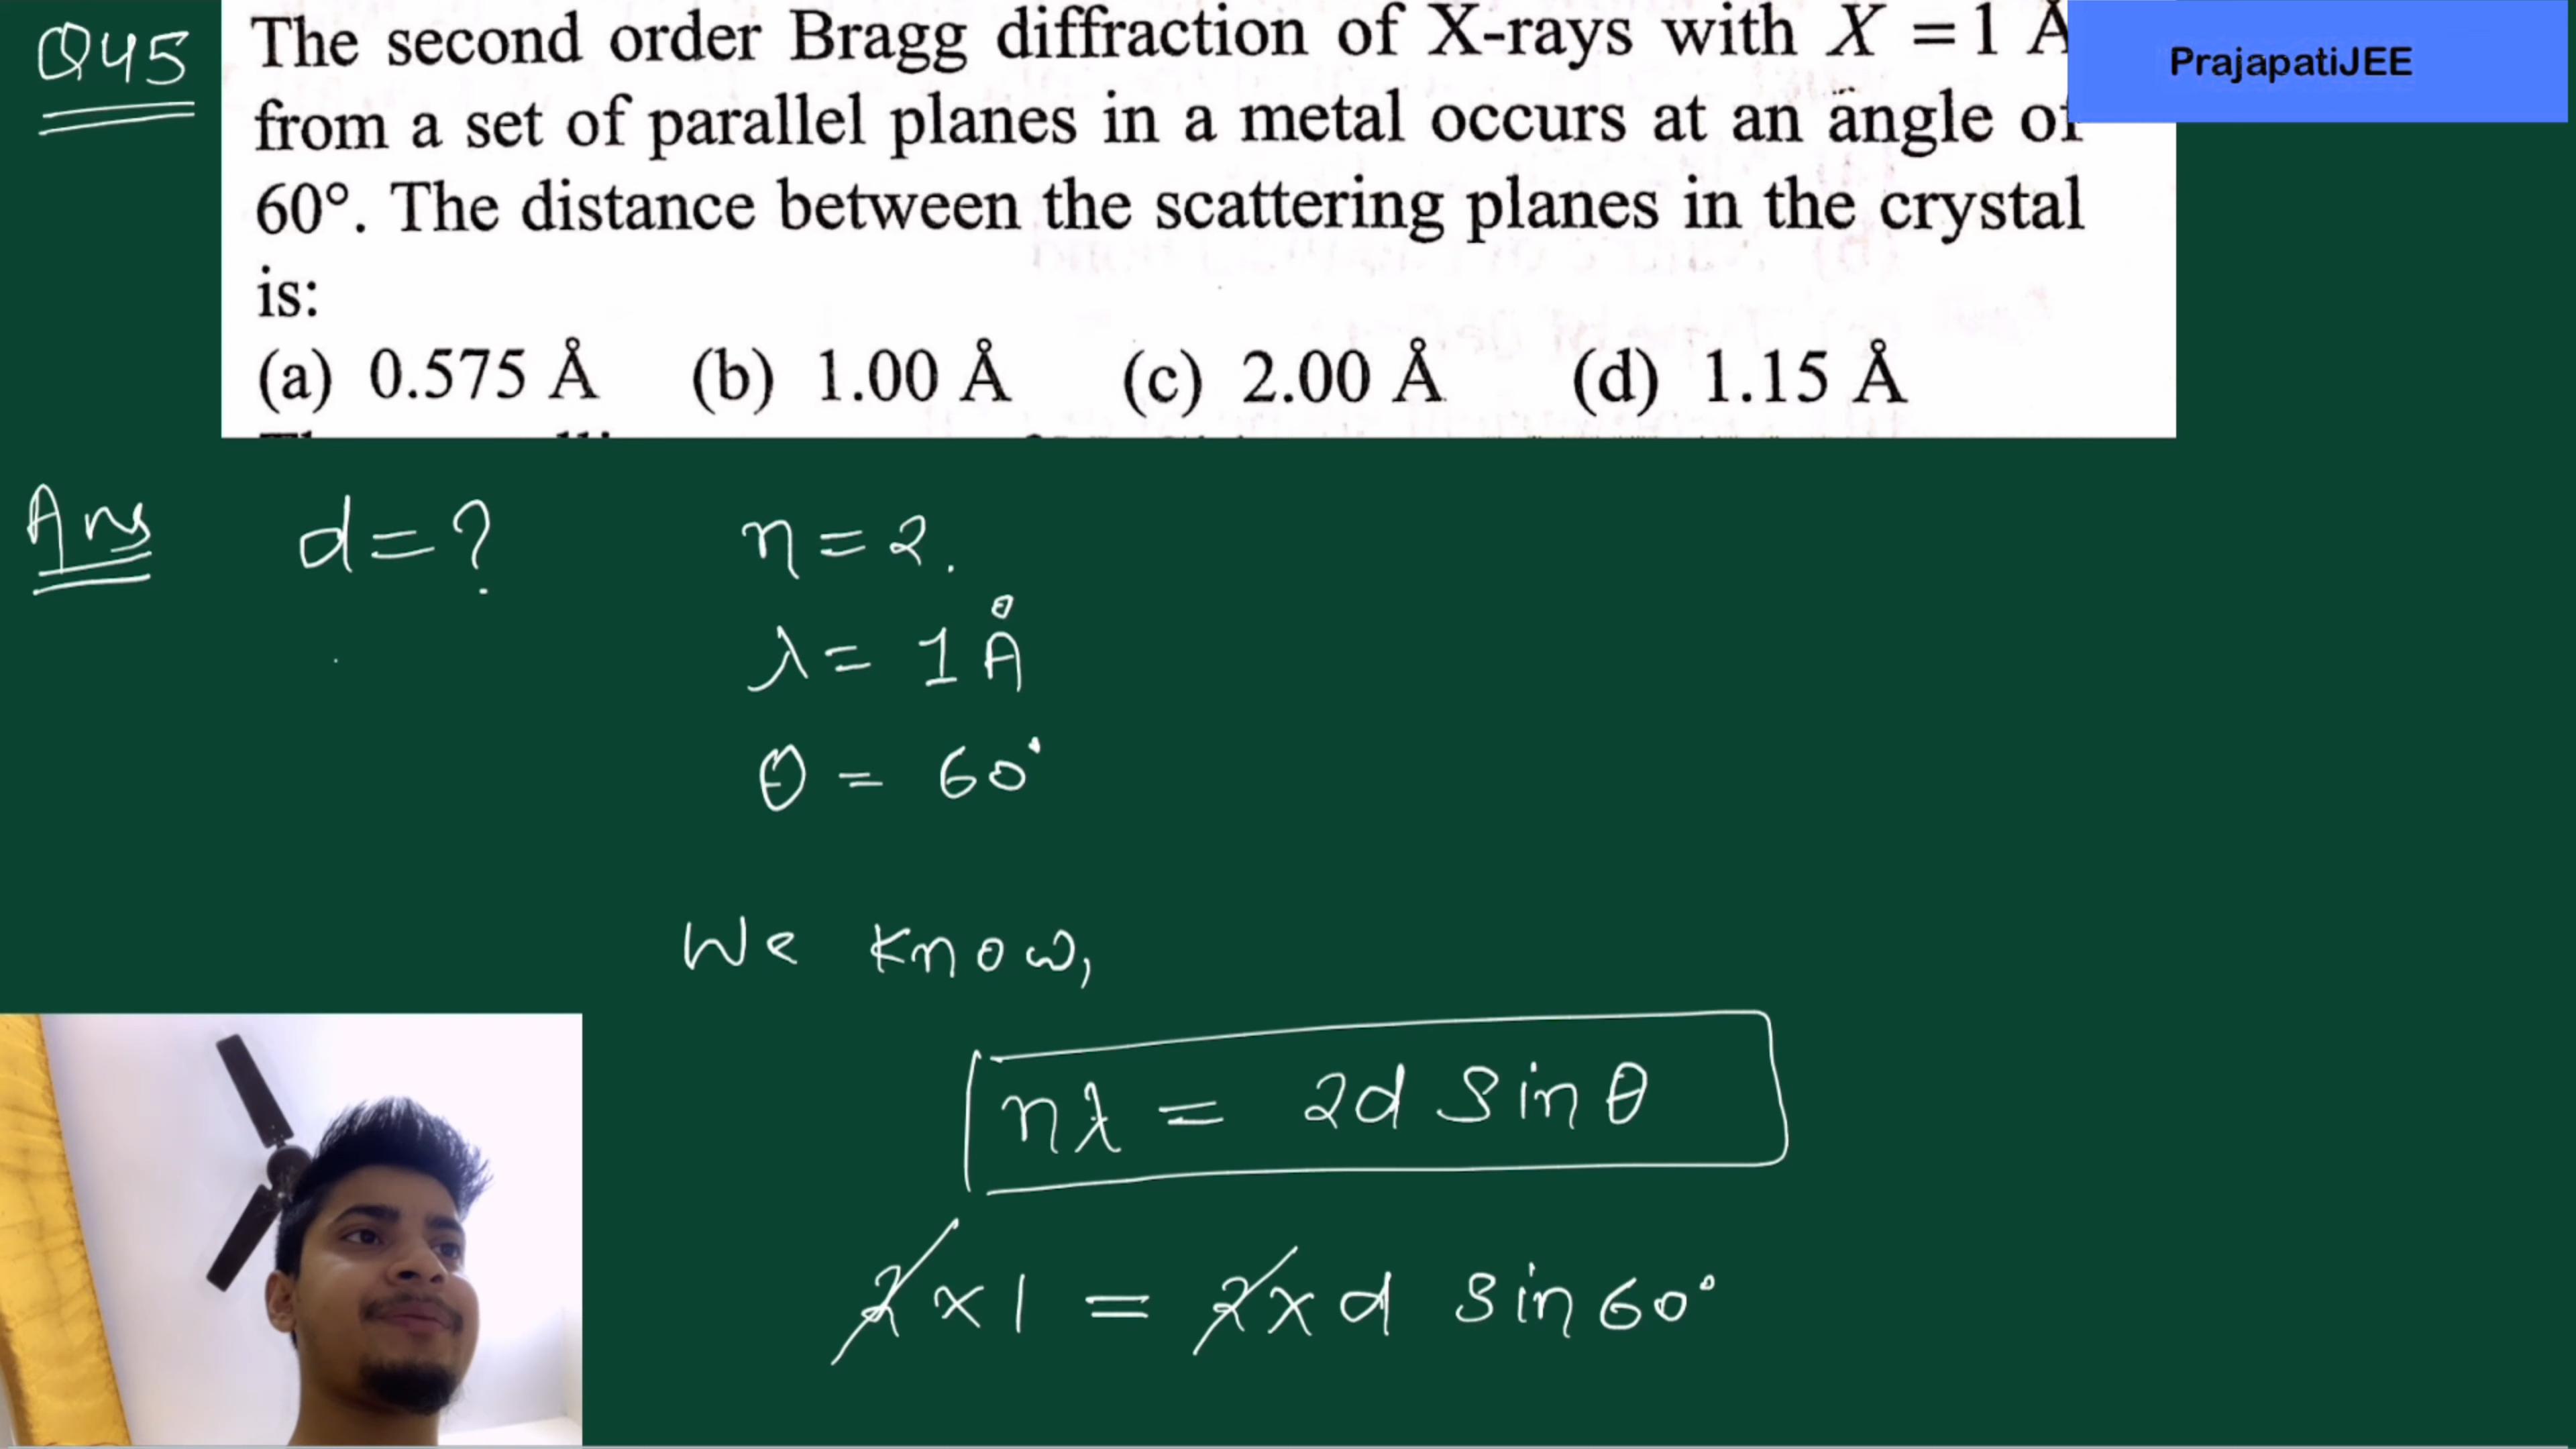 Q45
The second order Bragg diffraction of X-rays with X = 1 Å
PrajapatiJEE
from a set of parallel planes in a metal occurs at an angle of
60°. The distance between the scattering planes in the crystal
is:
(a) 0.575 Å (b) 1.00 Å (c) 2.00 Å (d) 1.15 Å
Ans d = ? n = 2.
λ = 1 Å
θ = 60°
We know,
nλ = 2d Sin θ
2 x 1 = 2 x d Sin 60°